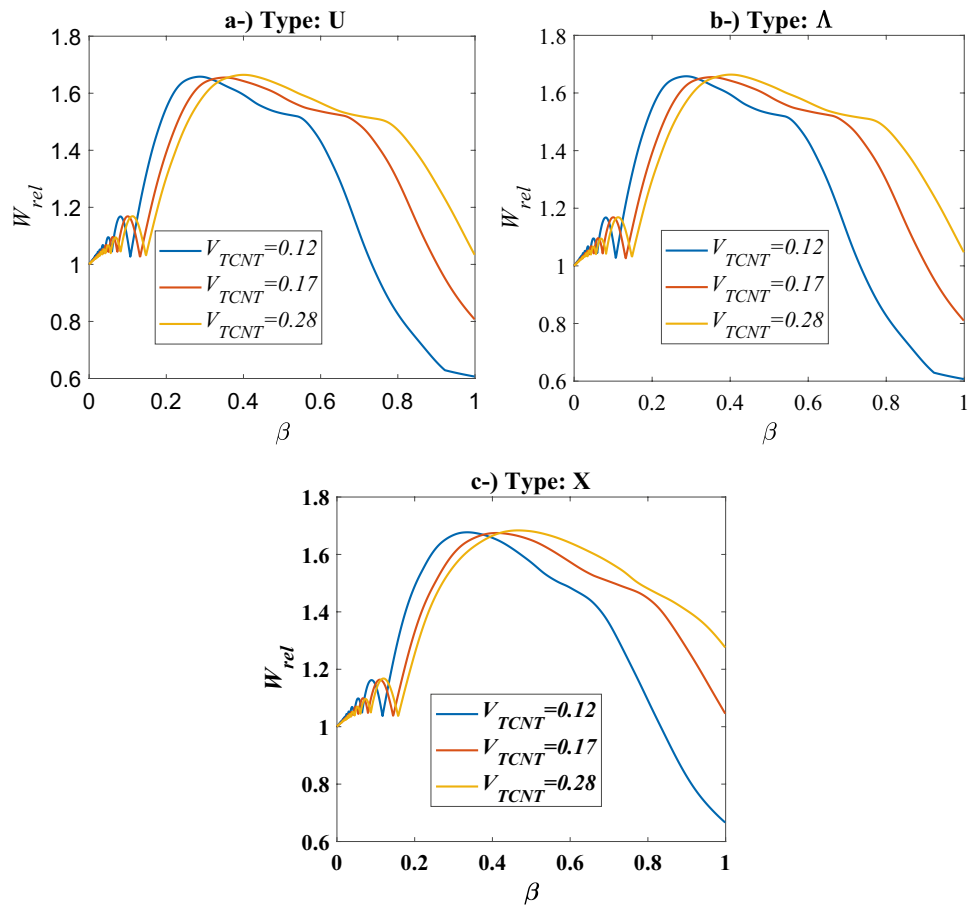 a-) Type: U
1.8
1.6
1.4
1.2
1
0.8
0.6
W_rel
V_TCNT=0.12
V_TCNT=0.17
V_TCNT=0.28
0 0.2 0.4 0.6 0.8 1
β
b-) Type: Λ
1.8
1.6
1.4
1.2
1
0.8
0.6
W_rel
V_TCNT=0.12
V_TCNT=0.17
V_TCNT=0.28
0 0.2 0.4 0.6 0.8 1
β
c-) Type: X
1.8
1.6
1.4
1.2
1
0.8
0.6
W_rel
V_TCNT=0.12
V_TCNT=0.17
V_TCNT=0.28
0 0.2 0.4 0.6 0.8 1
β